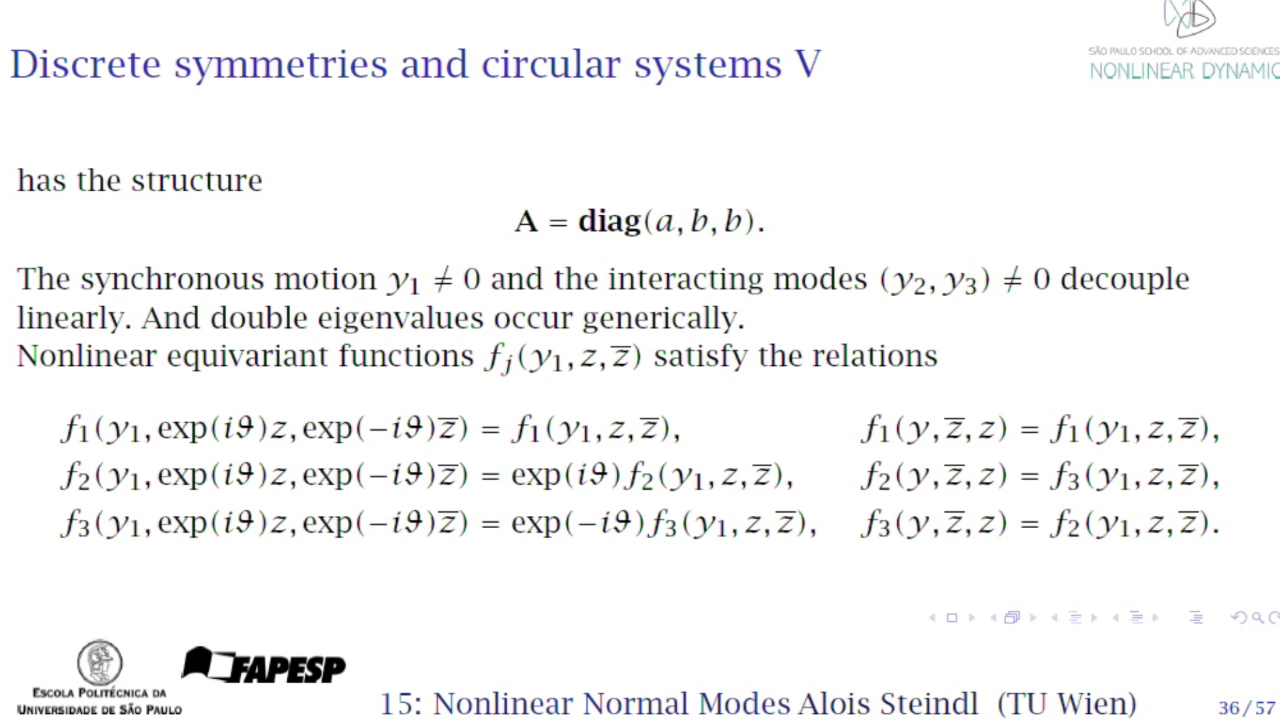 Discrete symmetries and circular systems V
SÃO PAULO SCHOOL OF ADVANCED SCIENCES
NONLINEAR DYNAMIC
has the structure
A = diag(a, b, b).
The synchronous motion y₁ ≠ 0 and the interacting modes (y₂, y₃) ≠ 0 decouple
linearly. And double eigenvalues occur generically.
Nonlinear equivariant functions fⱼ(y₁, z, z̅) satisfy the relations
f₁(y₁, exp(iϑ)z, exp(−iϑ)z̅) = f₁(y₁, z, z̅), f₁(y, z̅, z) = f₁(y₁, z, z̅),
f₂(y₁, exp(iϑ)z, exp(−iϑ)z̅) = exp(iϑ)f₂(y₁, z, z̅), f₂(y, z̅, z) = f₃(y₁, z, z̅),
f₃(y₁, exp(iϑ)z, exp(−iϑ)z̅) = exp(−iϑ)f₃(y₁, z, z̅), f₃(y, z̅, z) = f₂(y₁, z, z̅).
FAPESP
ESCOLA POLITÉCNICA DA
UNIVERSIDADE DE SÃO PAULO
15: Nonlinear Normal Modes Alois Steindl (TU Wien)
36/57